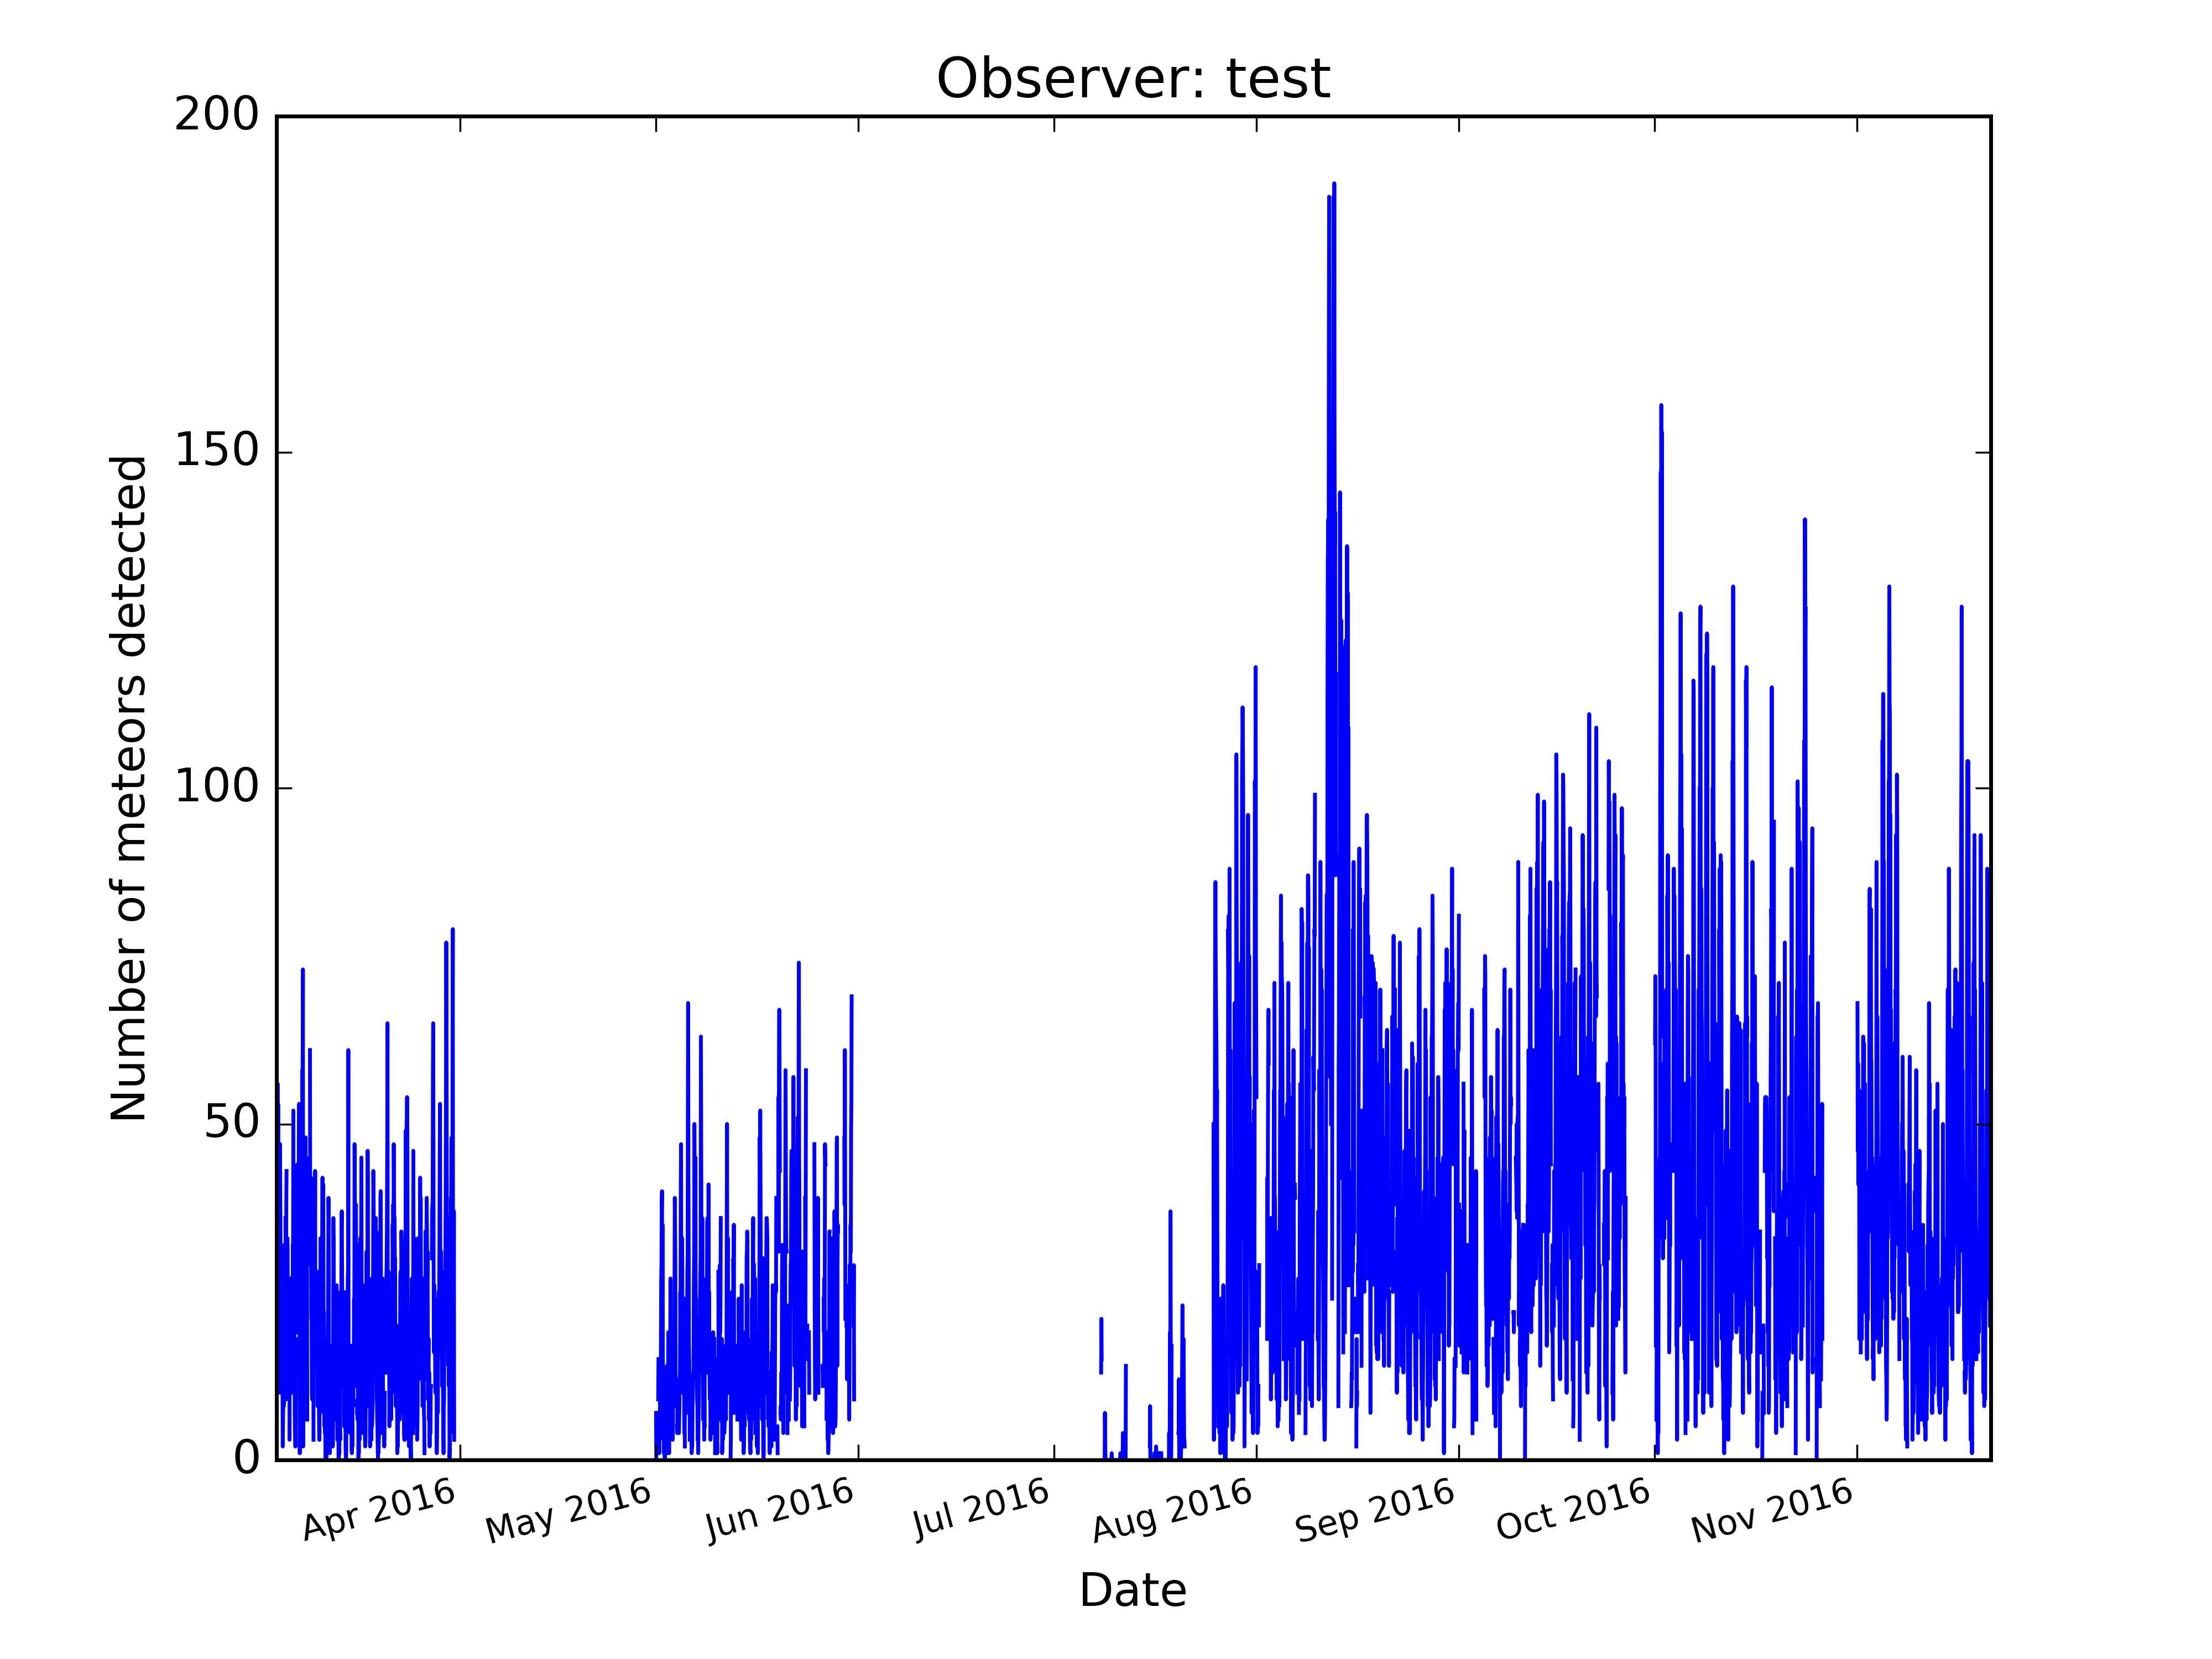 Observer: test
200
150
100
50
0
Number of meteors detected
Apr 2016
May 2016
Jun 2016
Jul 2016
Aug 2016
Sep 2016
Oct 2016
Nov 2016
Date